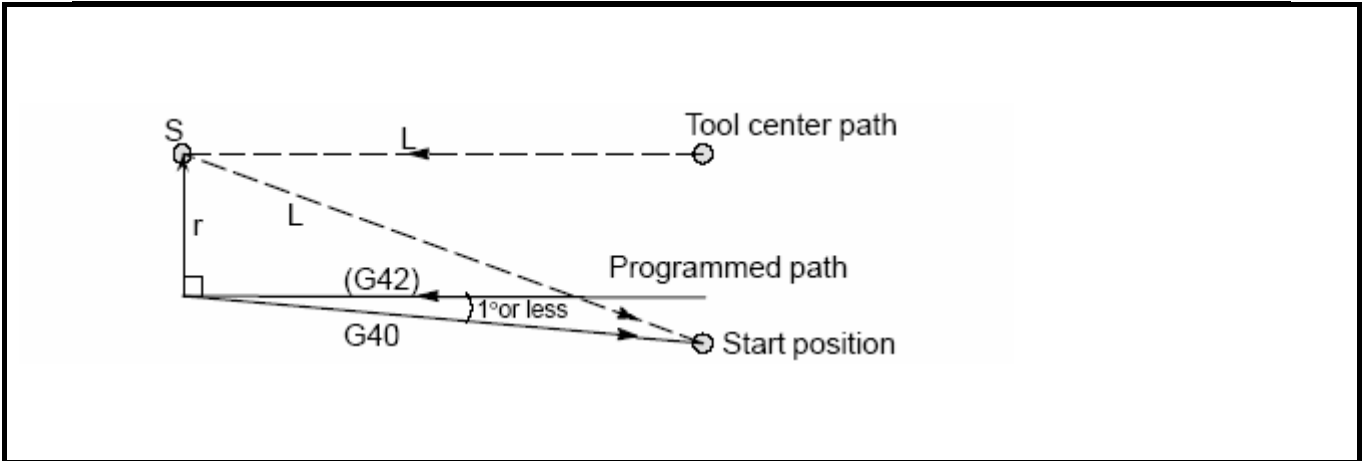 S
L
Tool center path
L
r
Programmed path
(G42)
1°or less
G40
Start position